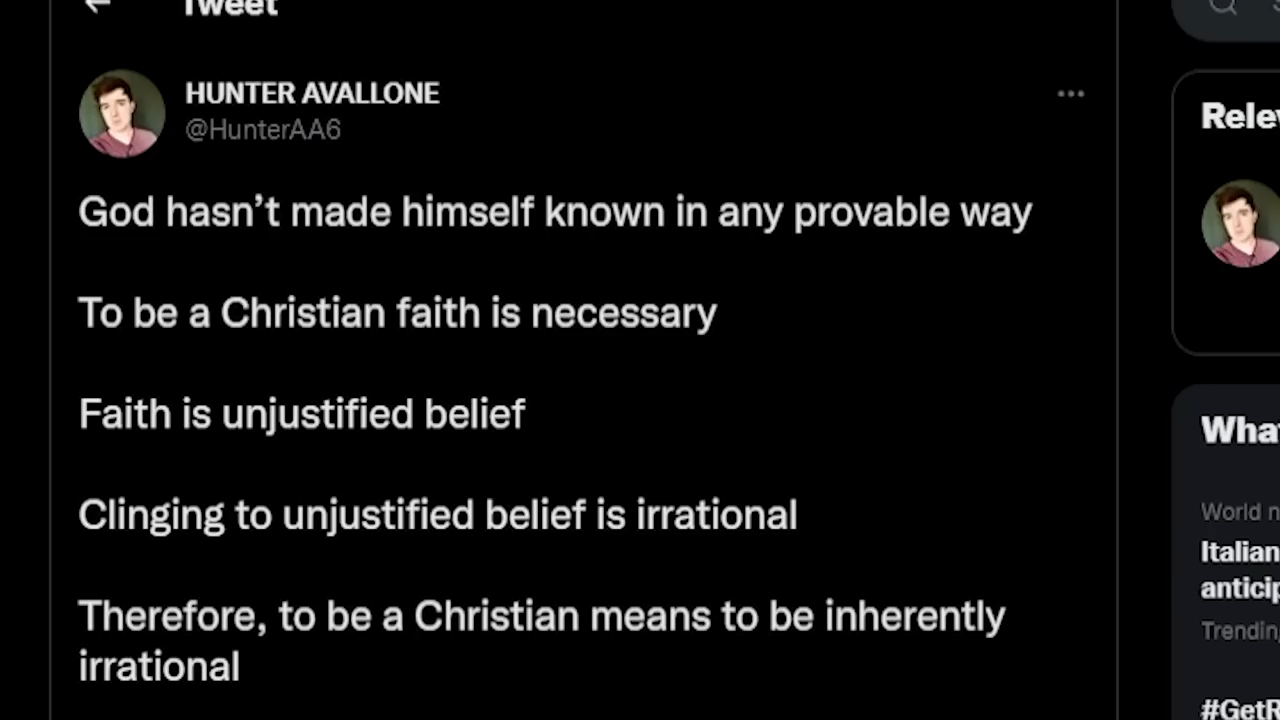 Tweet
HUNTER AVALLONE
@HunterAA6
God hasn’t made himself known in any provable way
To be a Christian faith is necessary
Faith is unjustified belief
Clinging to unjustified belief is irrational
Therefore, to be a Christian means to be inherently
irrational
World
Italian
Trending